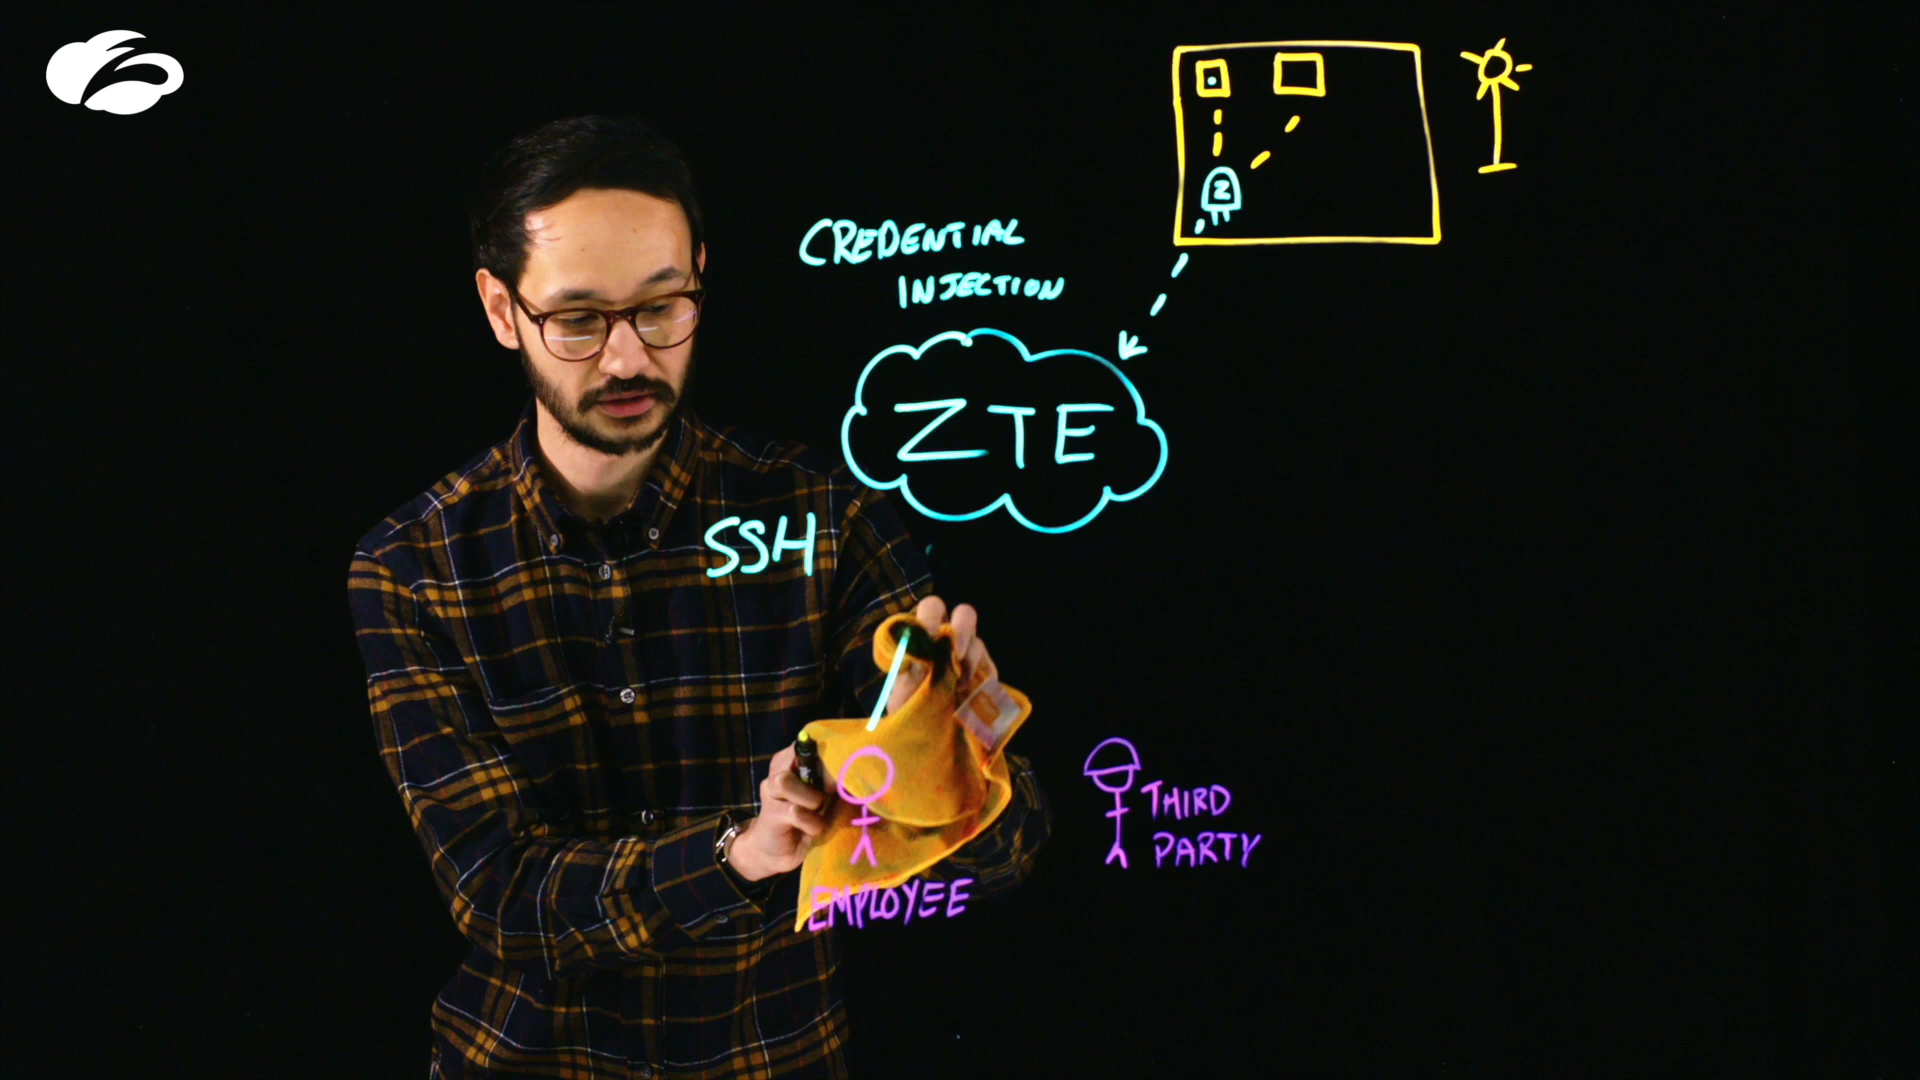 Z
CREDENTIAL
INJECTION
ZTE
SSH
THIRD
PARTY
EMPLOYEE